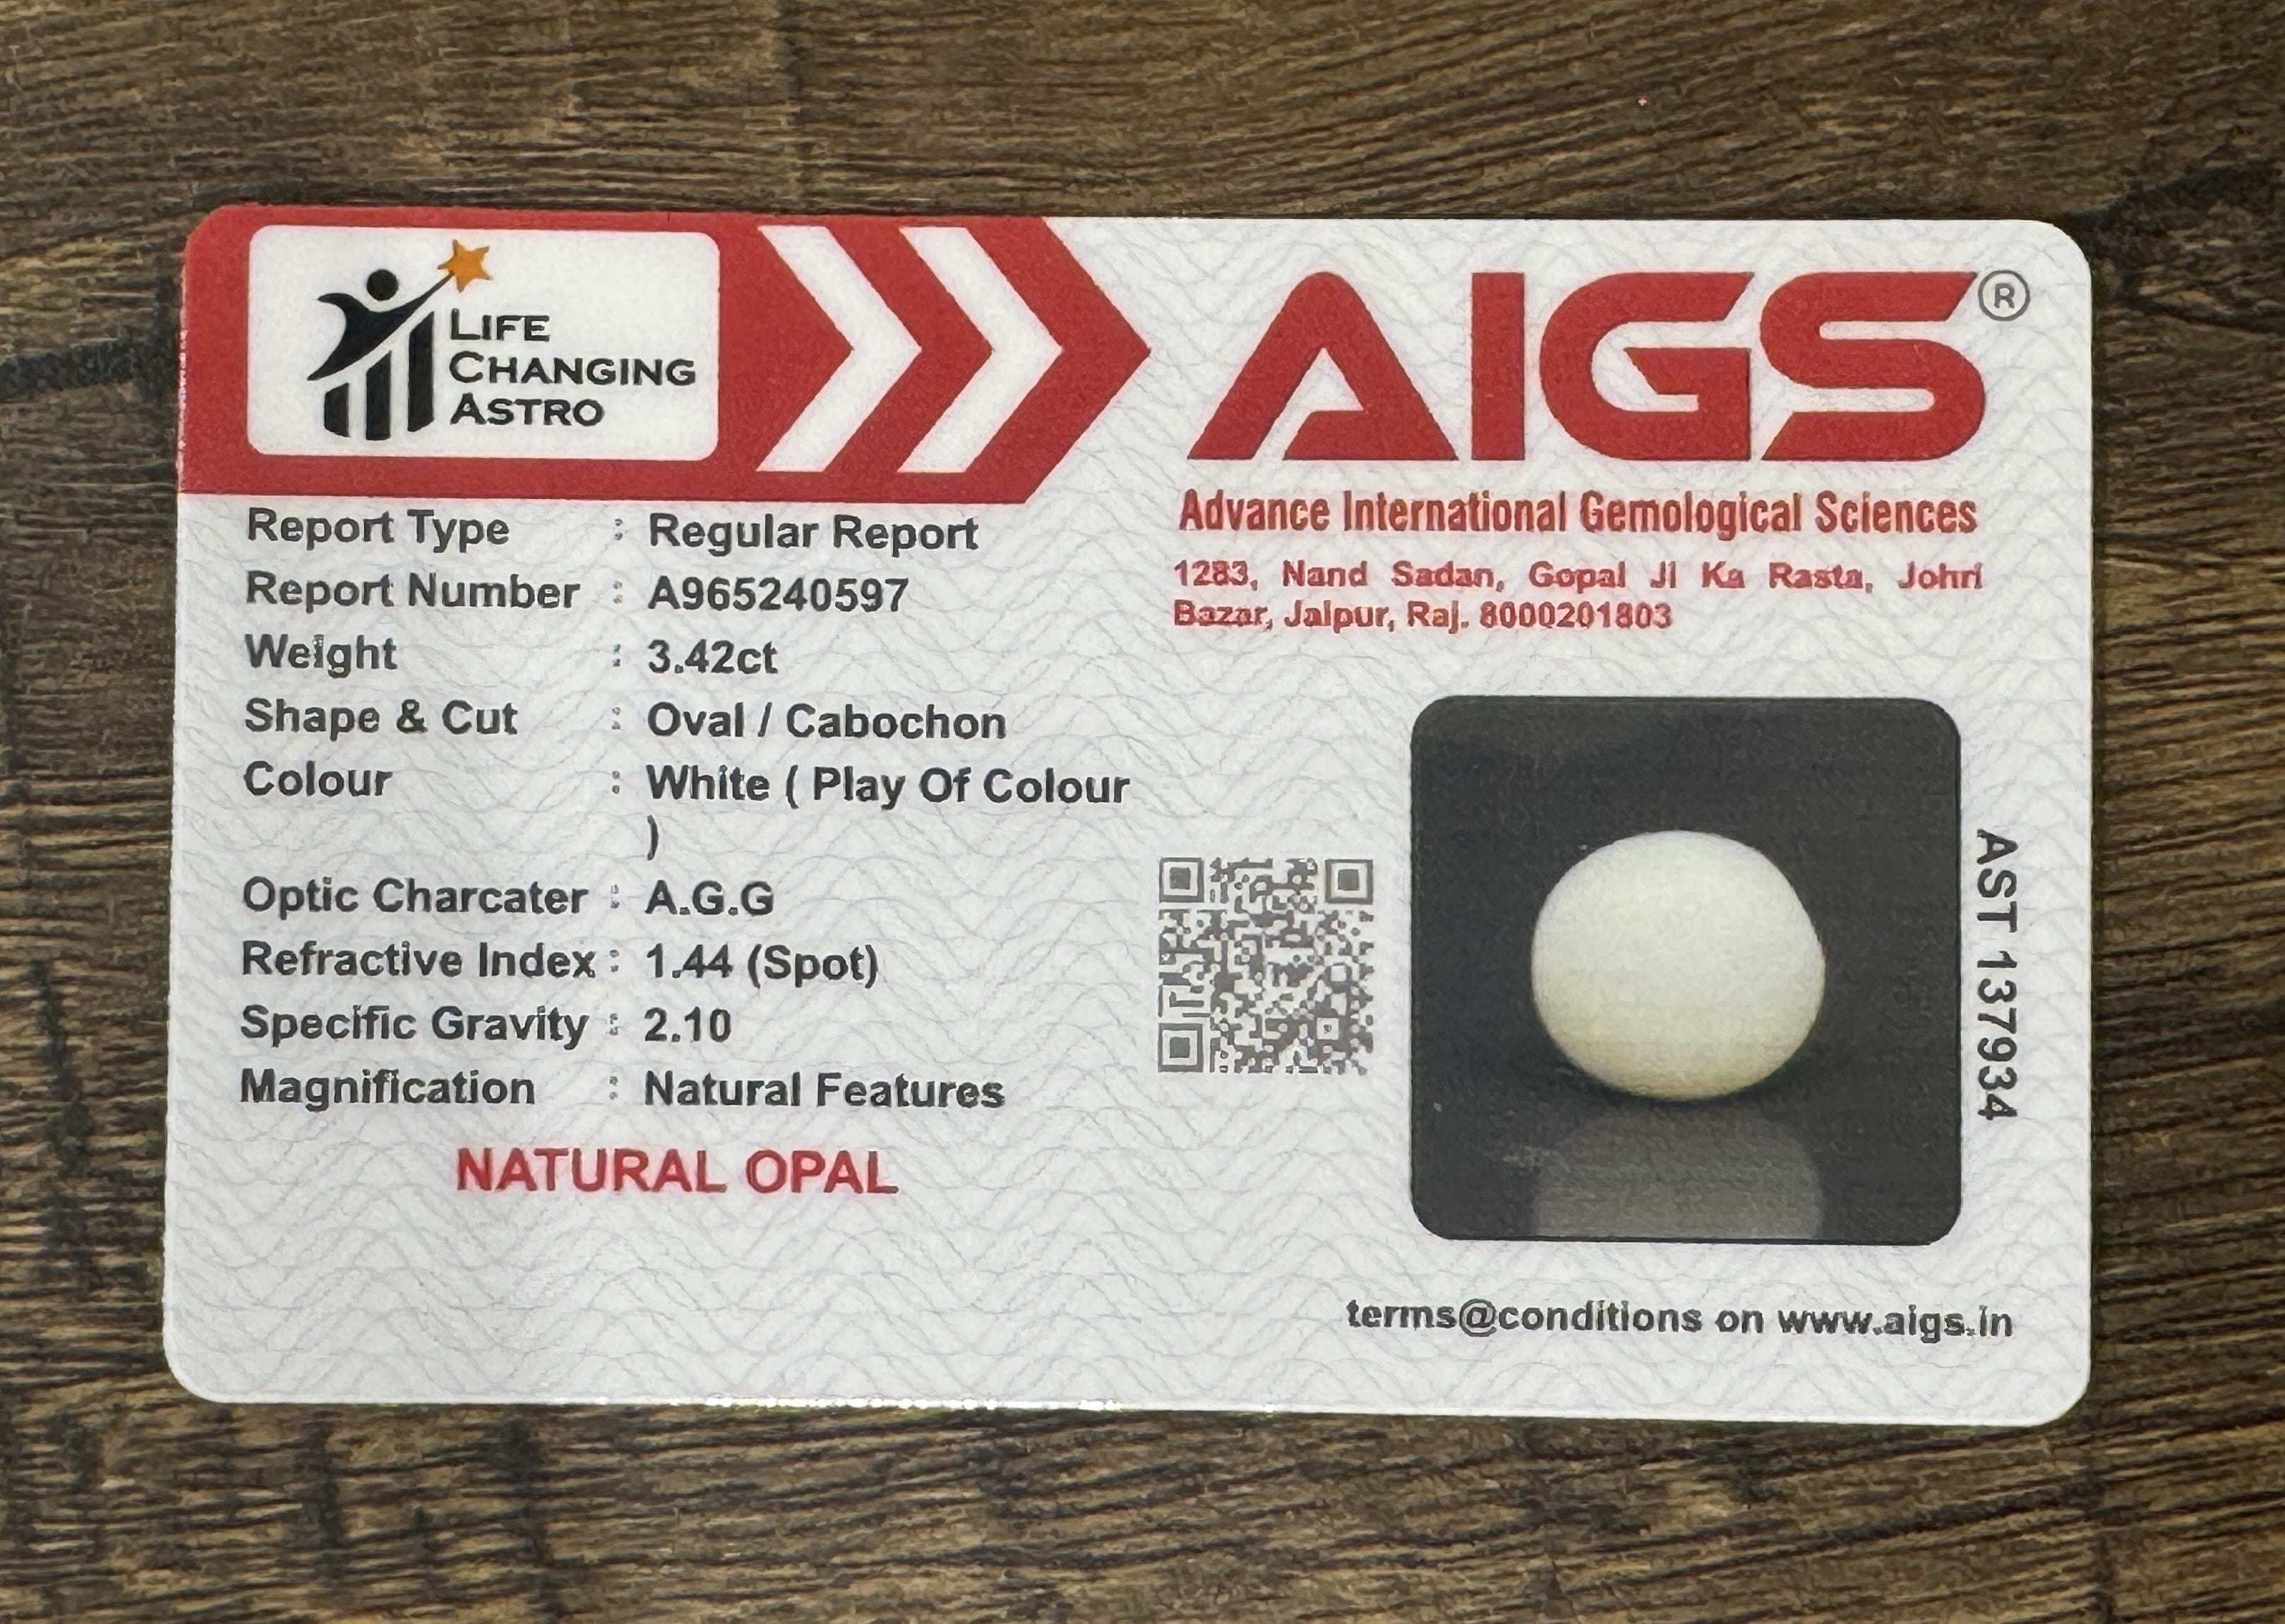 LIFE
CHANGING
ASTRO
AIGS®
Advance International Gemological Sciences
1283, Nand Sadan, Gopal Ji Ka Rasta, Johri
Bazar, Jaipur, Raj. 8000201803
Report Type : Regular Report
Report Number : A965240597
Weight : 3.42ct
Shape & Cut : Oval / Cabochon
Colour : White ( Play Of Colour
)
Optic Charcater : A.G.G
Refractive Index : 1.44 (Spot)
Specific Gravity : 2.10
Magnification : Natural Features
NATURAL OPAL
AST 137934
terms@conditions on www.aigs.in